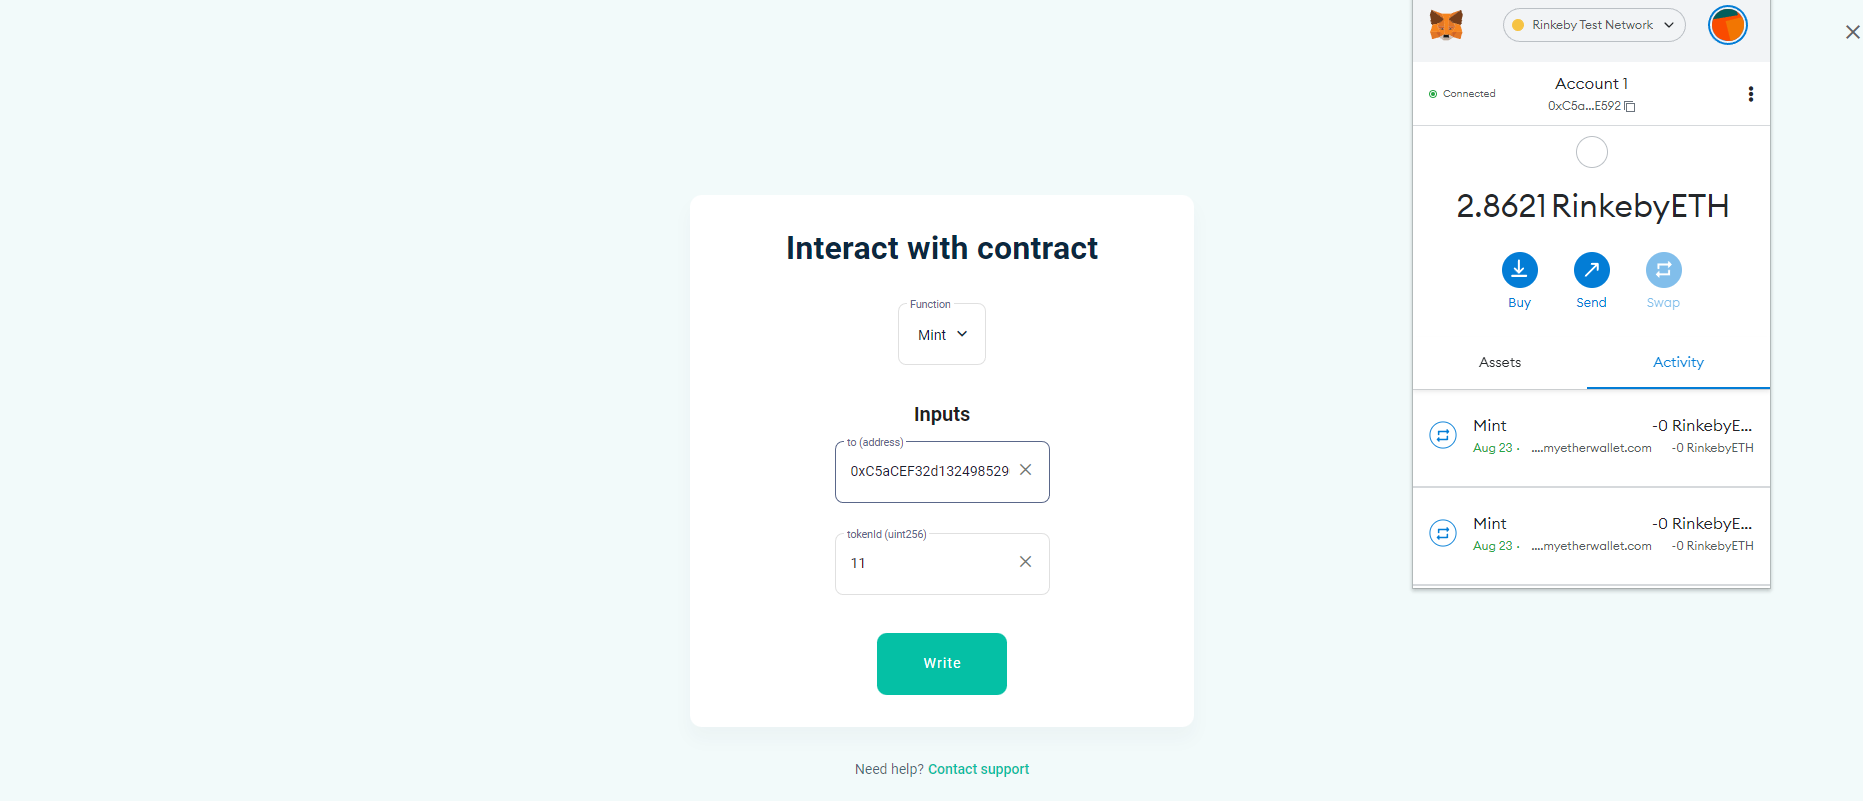 Interact with contract
Function
Mint
Inputs
to (address)
0xC5aCEF32d132498529
tokenId (uint256)
11
Write
Need help? Contact support
Rinkeby Test Network
Connected
Account 1
0xC5a...E592
2.8621 RinkebyETH
Buy Send Swap
Assets Activity
Mint -0 RinkebyE...
Aug 23 · ....myetherwallet.com -0 RinkebyETH
Mint -0 RinkebyE...
Aug 23 · ....myetherwallet.com -0 RinkebyETH